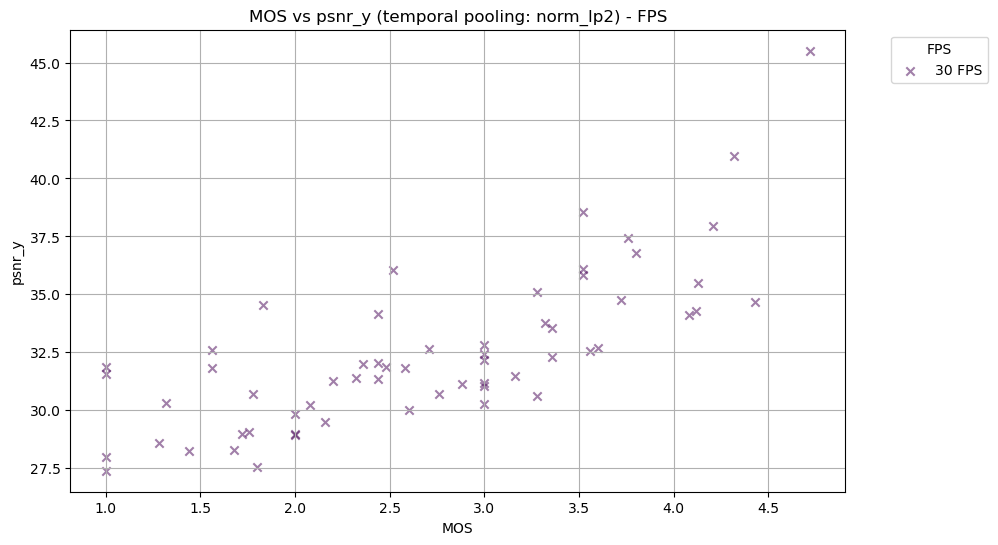 MOS vs psnr_y (temporal pooling: norm_lp2) - FPS
FPS
30 FPS
psnr_y
45.0
42.5
40.0
37.5
35.0
32.5
30.0
27.5
1.0 1.5 2.0 2.5 3.0 3.5 4.0 4.5
MOS